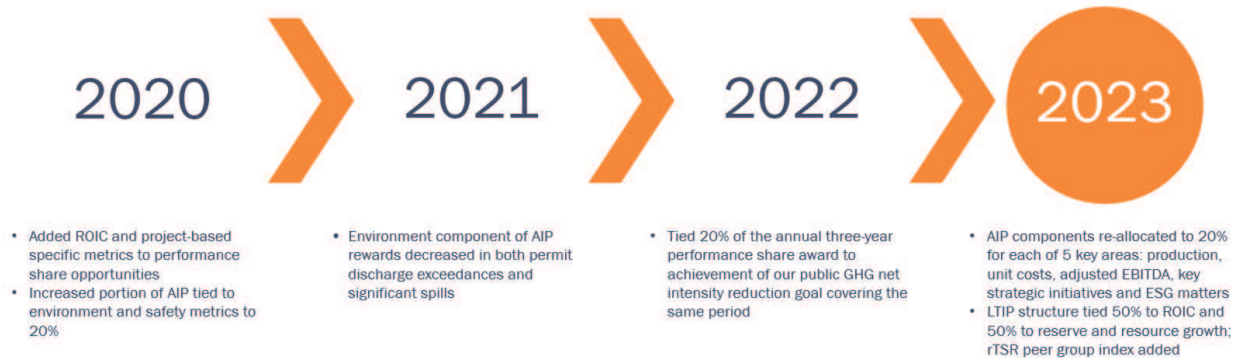 2020
2021
2022
2023
• Added ROIC and project-based
specific metrics to performance
share opportunities
• Increased portion of AIP tied to
environment and safety metrics to
20%
• Environment component of AIP
rewards decreased in both permit
discharge exceedances and
significant spills
• Tied 20% of the annual three-year
performance share award to
achievement of our public GHG net
intensity reduction goal covering the
same period
• AIP components re-allocated to 20%
for each of 5 key areas: production,
unit costs, adjusted EBITDA, key
strategic initiatives and ESG matters
• LTIP structure tied 50% to ROIC and
50% to reserve and resource growth;
rTSR peer group index added